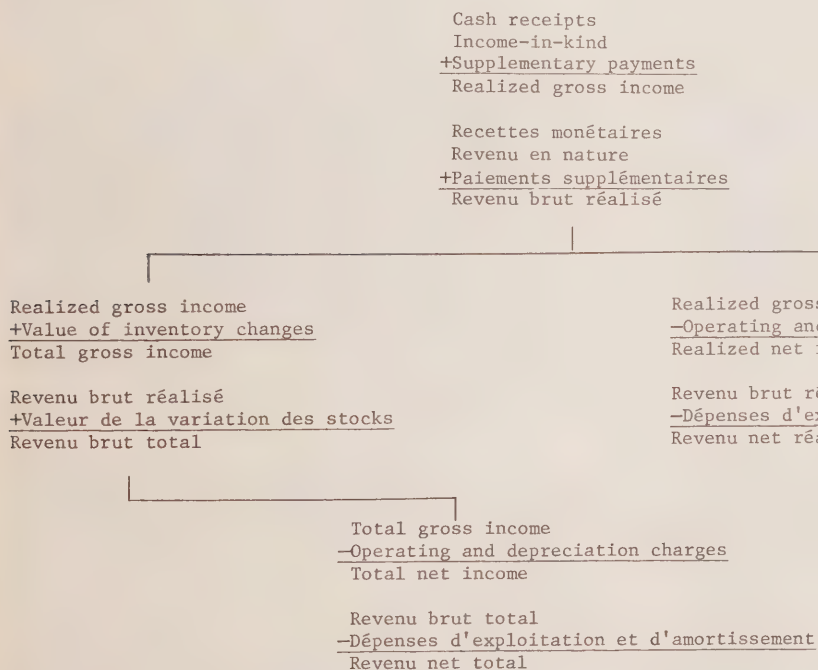 Cash receipts
Income-in-kind
+Supplementary payments
Realized gross income
Recettes monétaires
Revenu en nature
+Paiements supplémentaires
Revenu brut réalisé
Realized gross income
+Value of inventory changes
Total gross income
Revenu brut réalisé
+Valeur de la variation des stocks
Revenu brut total
Realized gross
—Operating and
Realized net
Revenu brut
—Dépenses
Revenu net
Total gross income
—Operating and depreciation charges
Total net income
Revenu brut total
—Dépenses d'exploitation et d'amortissement
Revenu net total